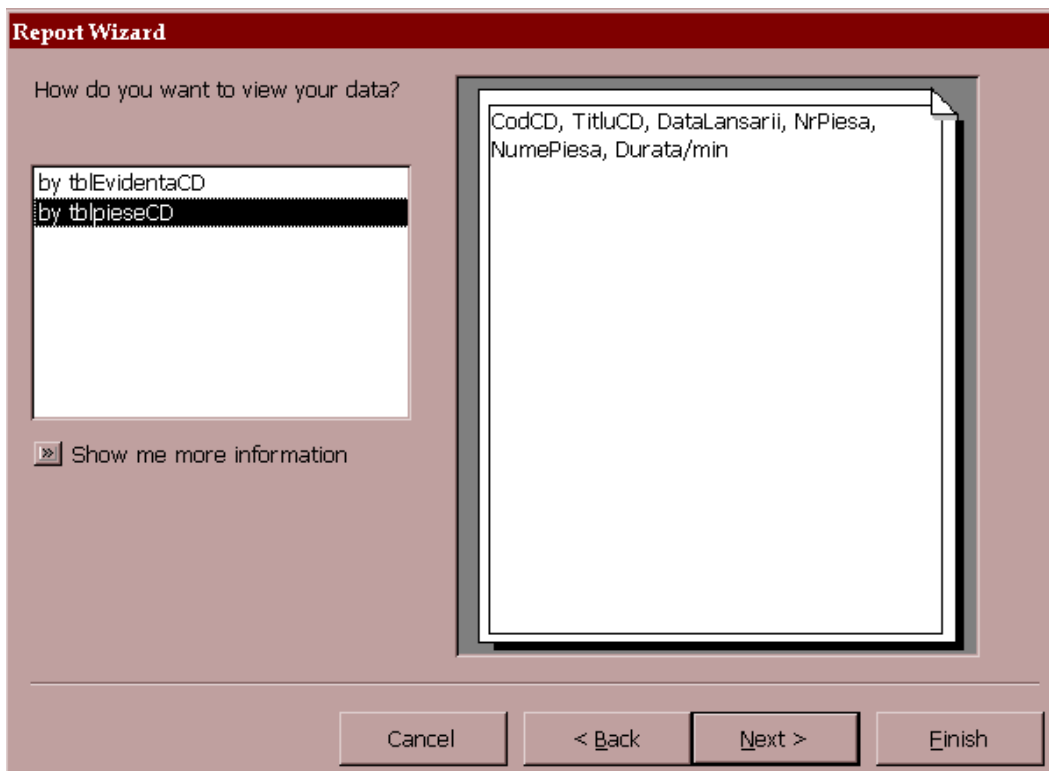 Report Wizard
How do you want to view your data?
by tblEvidentaCD
by tblpieseCD
Show me more information
CodCD, TitluCD, DataLansarii, NrPiesa,
NumePiesa, Durata/min
Cancel
< Back
Next >
Finish